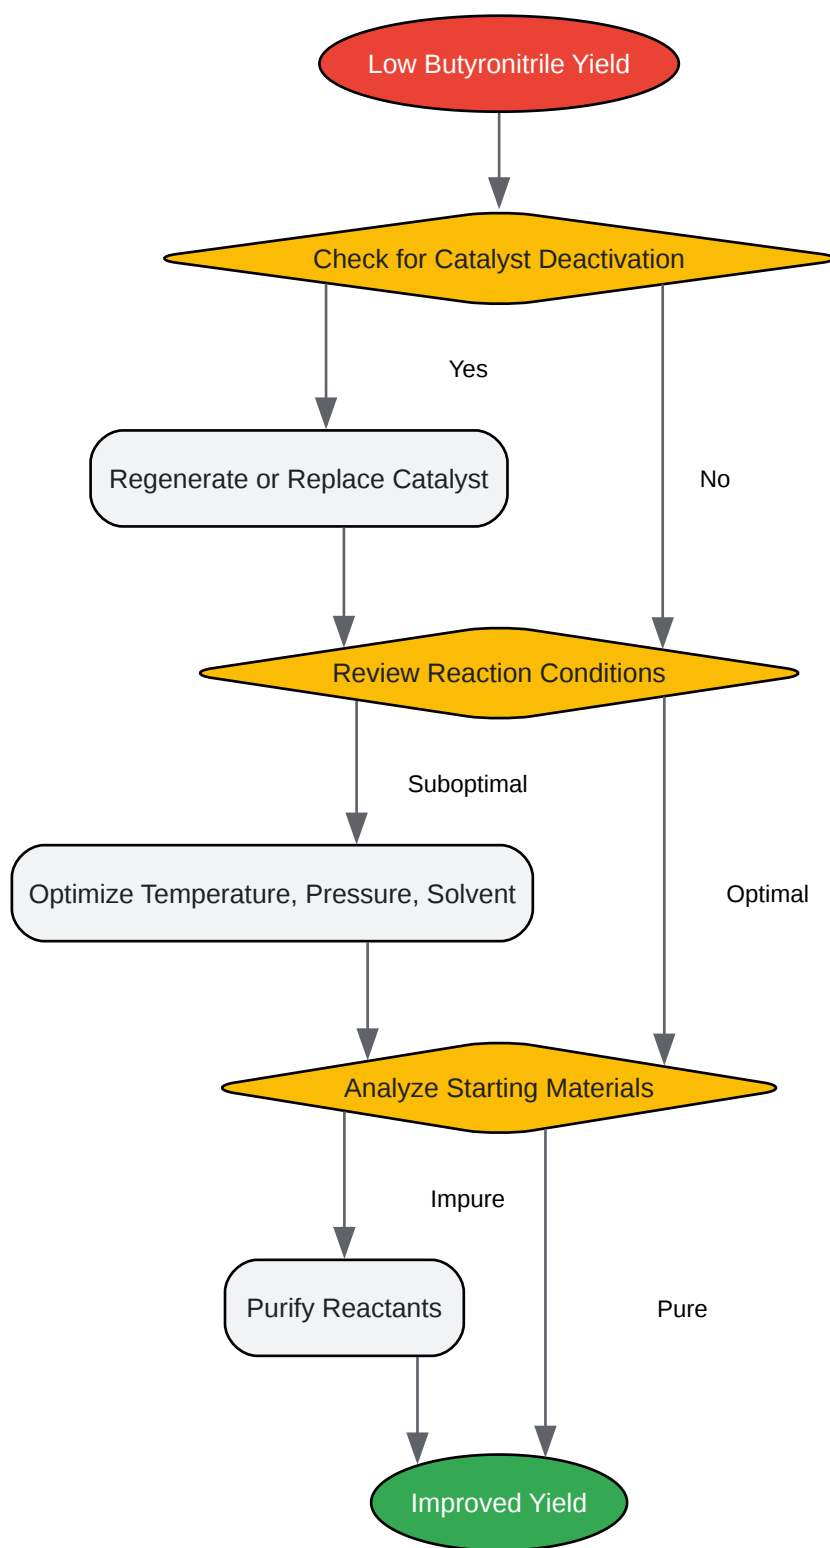 Low Butyronitrile Yield
Check for Catalyst Deactivation
Yes
Regenerate or Replace Catalyst
No
Review Reaction Conditions
Suboptimal
Optimize Temperature, Pressure, Solvent
Optimal
Analyze Starting Materials
Impure
Purify Reactants
Pure
Improved Yield